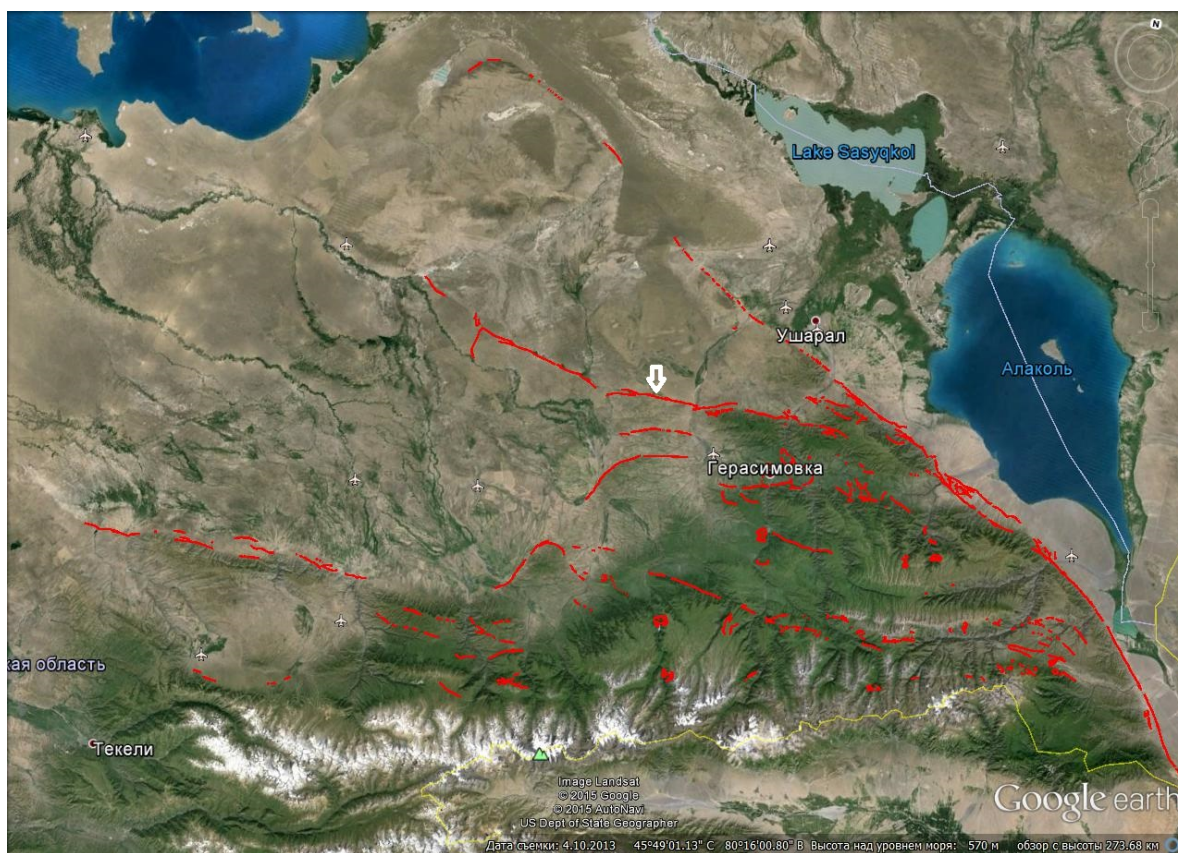 N
Lake Sasyqkol
Ушарал
Алаколь
Герасимовка
кая область
Текели
Image Landsat
© 2015 Google
© 2015 AutoNavi
US Dept of State Geographer
Google earth
Дата съемки: 4.10.2013 45°49'01.13" С 80°16'00.80" В Высота над уровнем моря: 570 м обзор с высоты 273.68 км